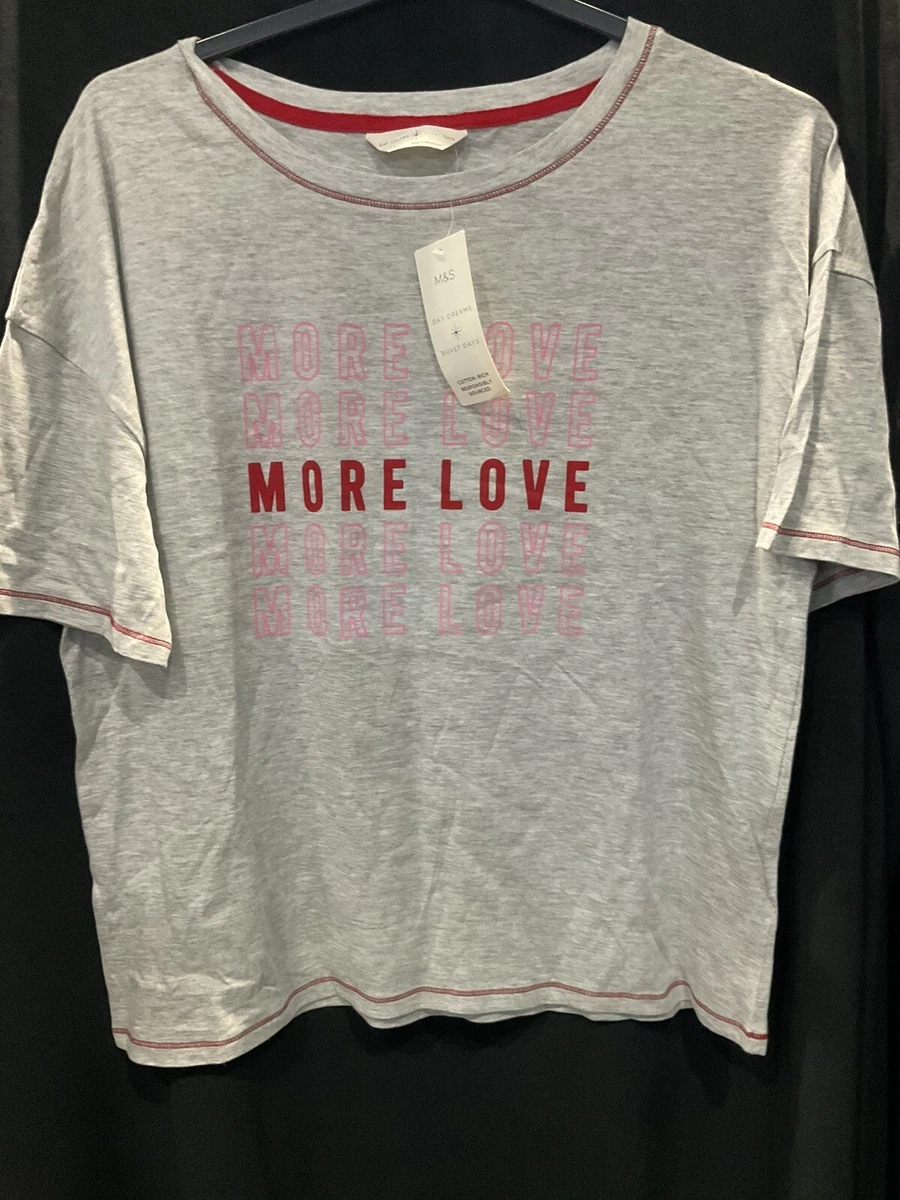 M&S
DAY DREAMS
DUVET DAYS
COTTON RICH
RESPONSIBLY
SOURCED
MORE LOVE
MORE LOVE
MORE LOVE
MORE LOVE
MORE LOVE